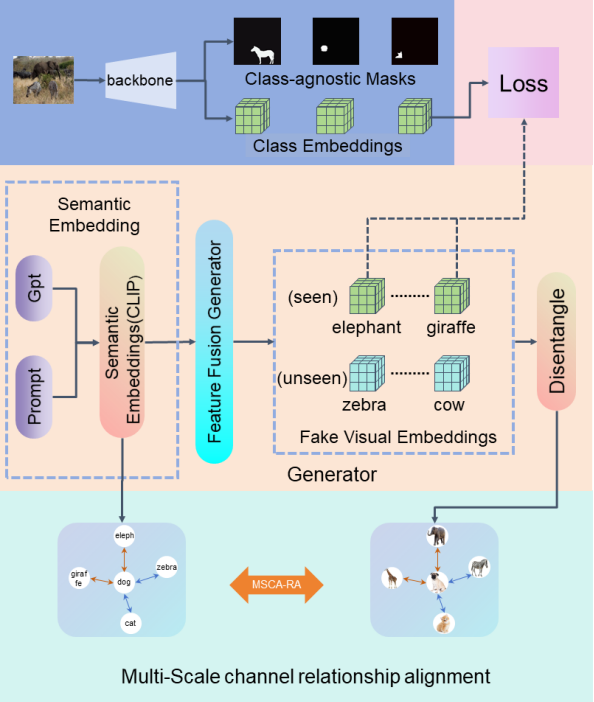 backbone
Class-agnostic Masks
Class Embeddings
Loss
Semantic
Embedding
Gpt
Prompt
Semantic
Embeddings(CLIP)
Feature Fusion Generator
(seen)
elephant
giraffe
(unseen)
zebra
cow
Fake Visual Embeddings
Disentangle
Generator
eleph
giraf
fe
dog
zebra
cat
MSCA-RA
Multi-Scale channel relationship alignment